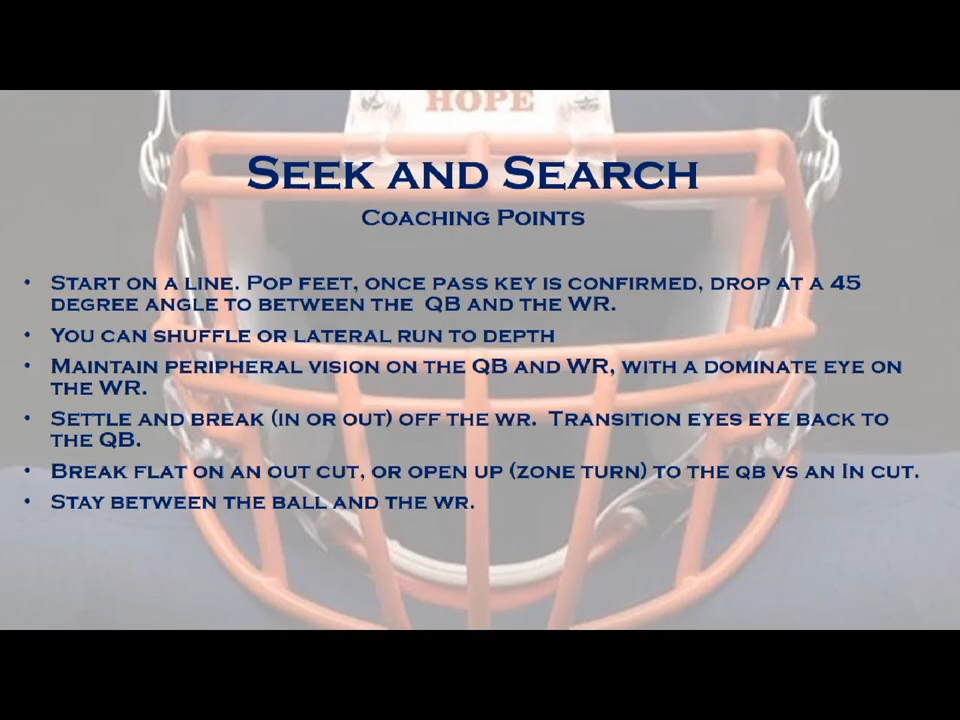 HOPE
SEEK AND SEARCH
COACHING POINTS
• START ON A LINE. POP FEET, ONCE PASS KEY IS CONFIRMED, DROP AT A 45
DEGREE ANGLE TO BETWEEN THE QB AND THE WR.
• YOU CAN SHUFFLE OR LATERAL RUN TO DEPTH
• MAINTAIN PERIPHERAL VISION ON THE QB AND WR, WITH A DOMINATE EYE ON
THE WR.
• SETTLE AND BREAK (IN OR OUT) OFF THE WR. TRANSITION EYES EYE BACK TO
THE QB.
• BREAK FLAT ON AN OUT CUT, OR OPEN UP (ZONE TURN) TO THE QB VS AN IN CUT.
• STAY BETWEEN THE BALL AND THE WR.